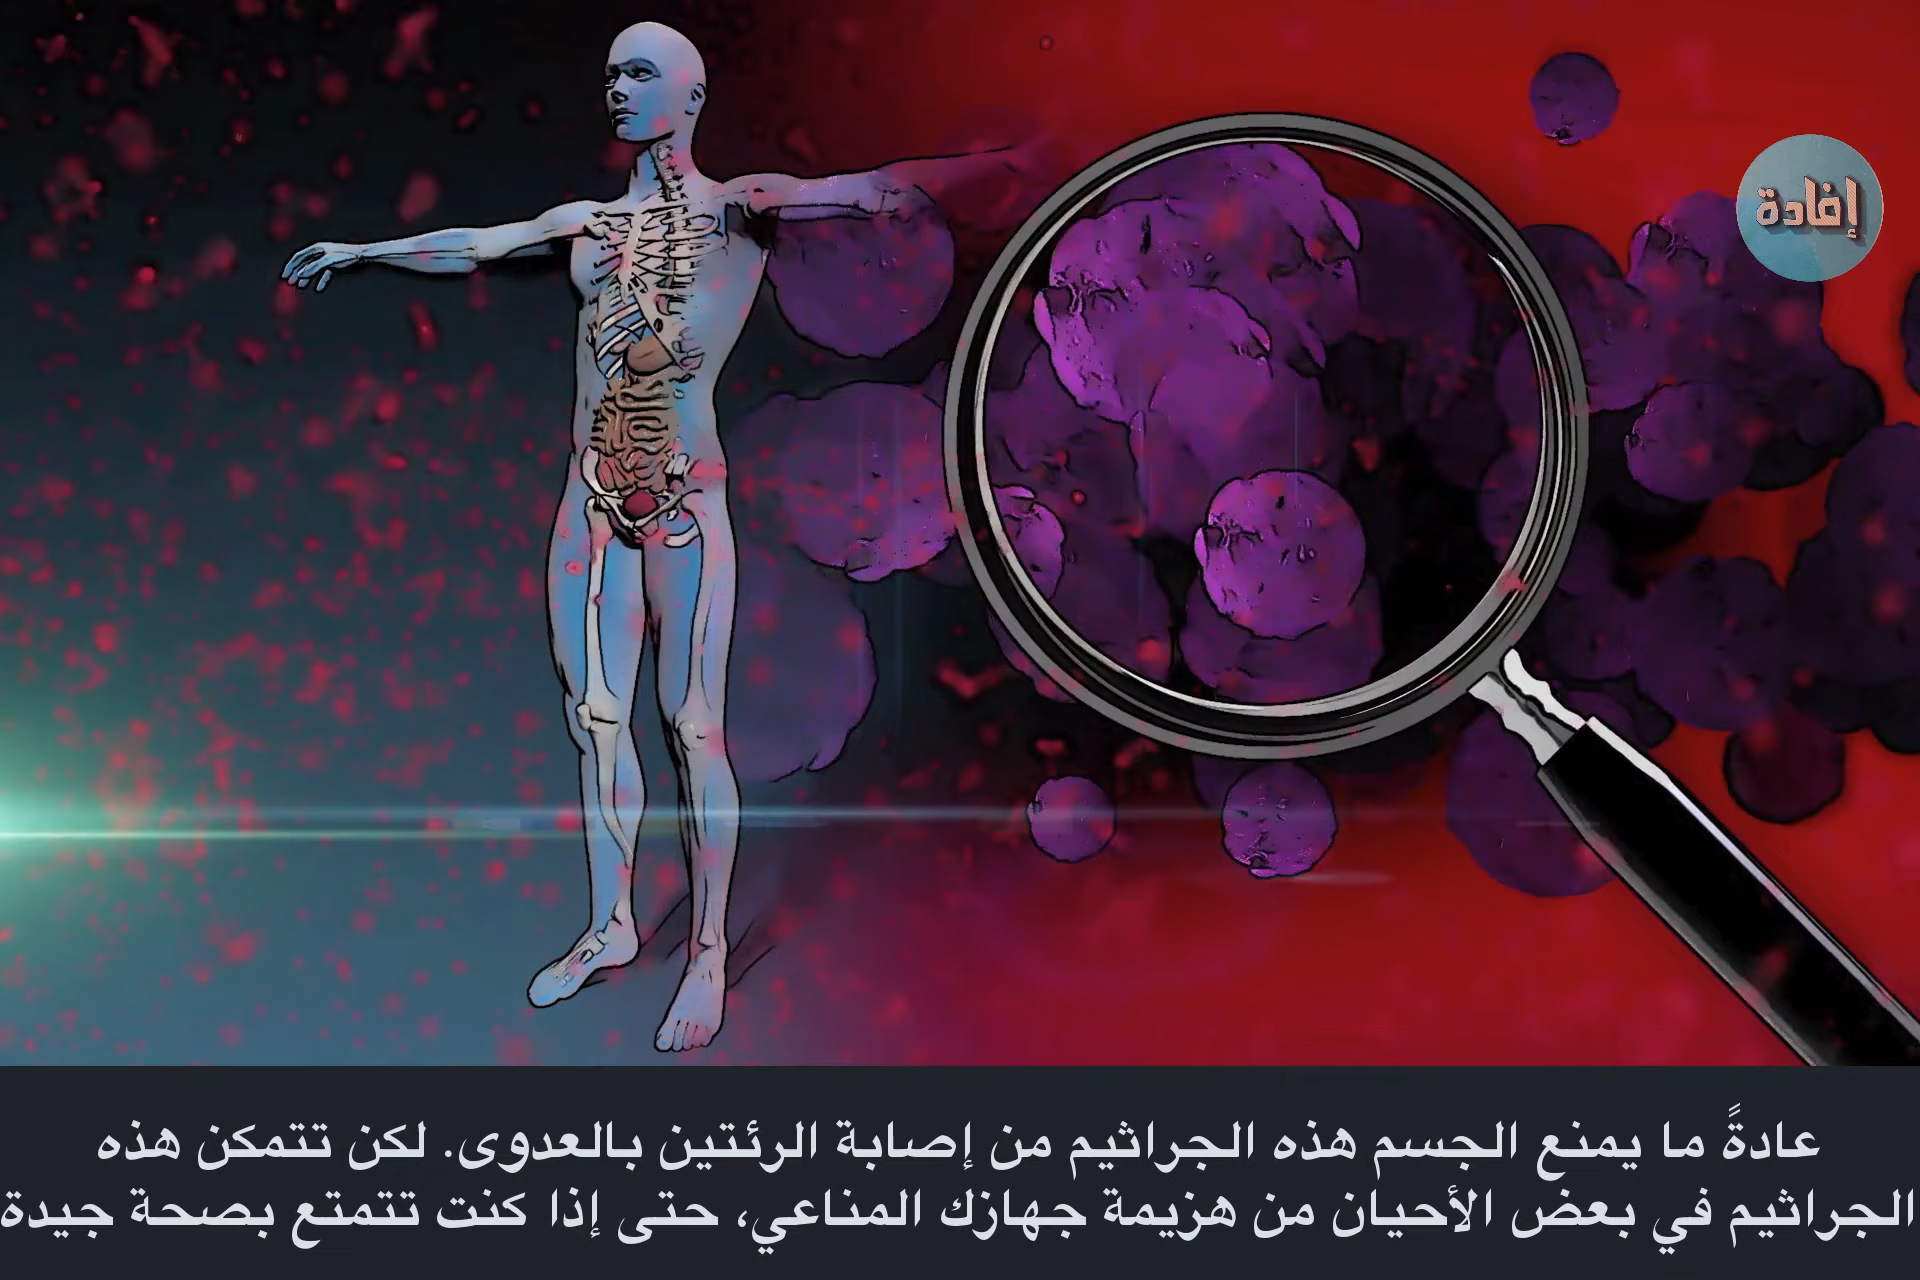 إفادة
عادةً ما يمنع الجسم هذه الجراثيم من إصابة الرئتين بالعدوى. لكن تتمكن هذه
الجراثيم في بعض الأحيان من هزيمة جهازك المناعي، حتى إذا كنت تتمتع بصحة جيدة